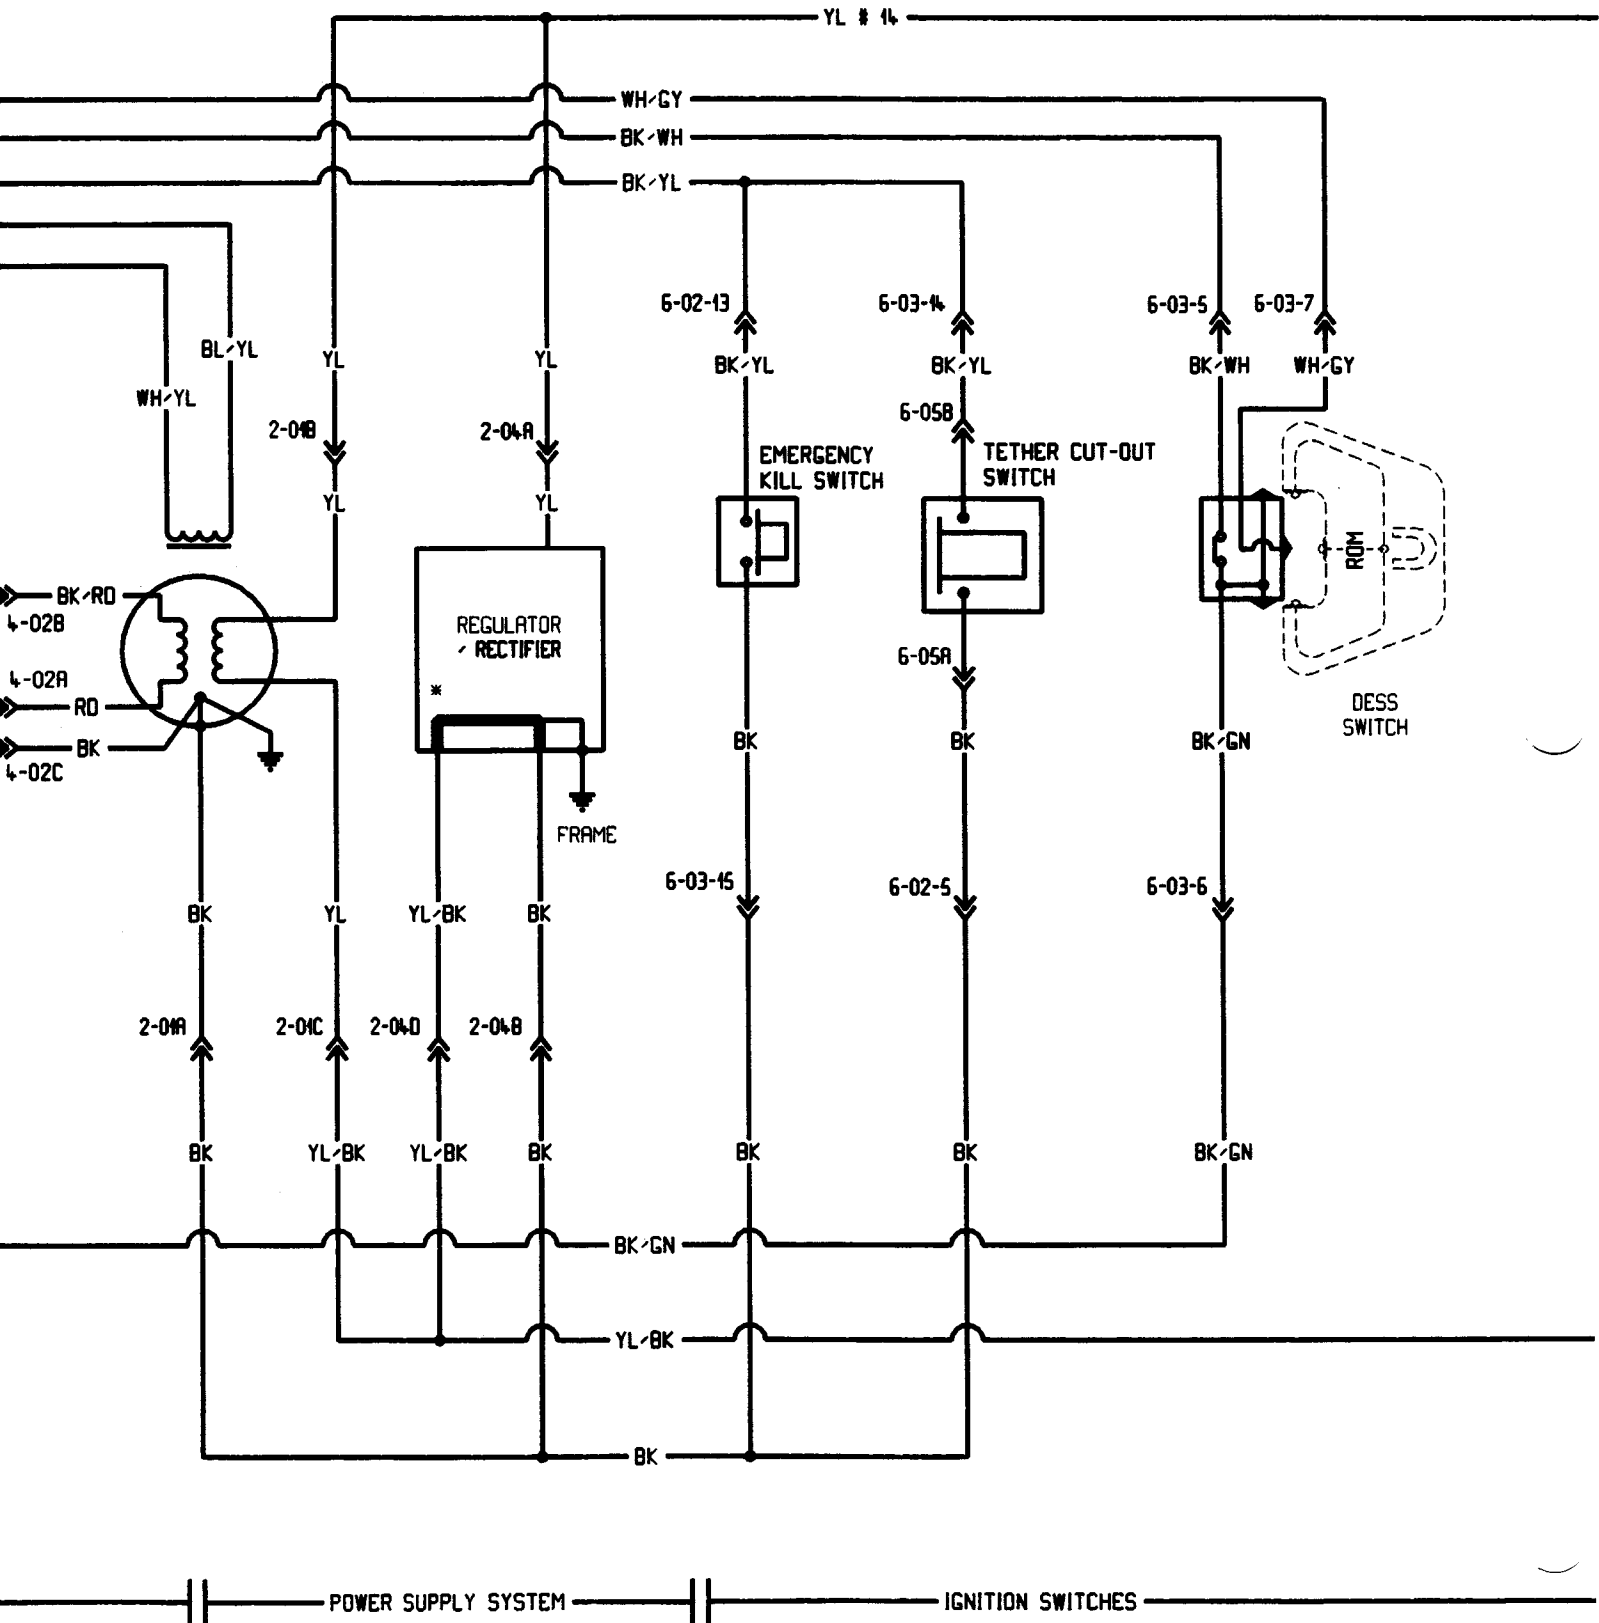 YL # 14
WH/GY
BK/WH
BK/YL
6-02-13
6-03-14
6-03-5
6-03-7
BL/YL
YL
YL
BK/YL
BK/YL
BK/WH
WH/GY
WH/YL
2-01B
2-04A
6-05B
EMERGENCY
KILL SWITCH
TETHER CUT-OUT
SWITCH
YL
YL
ROM
BK/RD
4-02B
REGULATOR
/ RECTIFIER
*
4-02A
6-05A
RD
DESS
SWITCH
BK
4-02C
BK
BK
BK/GN
FRAME
6-03-15
6-02-5
6-03-6
BK
YL
YL/BK
BK
2-01A
2-01C
2-04D
2-04B
BK
YL/BK
YL/BK
BK
BK
BK
BK/GN
BK/GN
YL/BK
BK
POWER SUPPLY SYSTEM
IGNITION SWITCHES